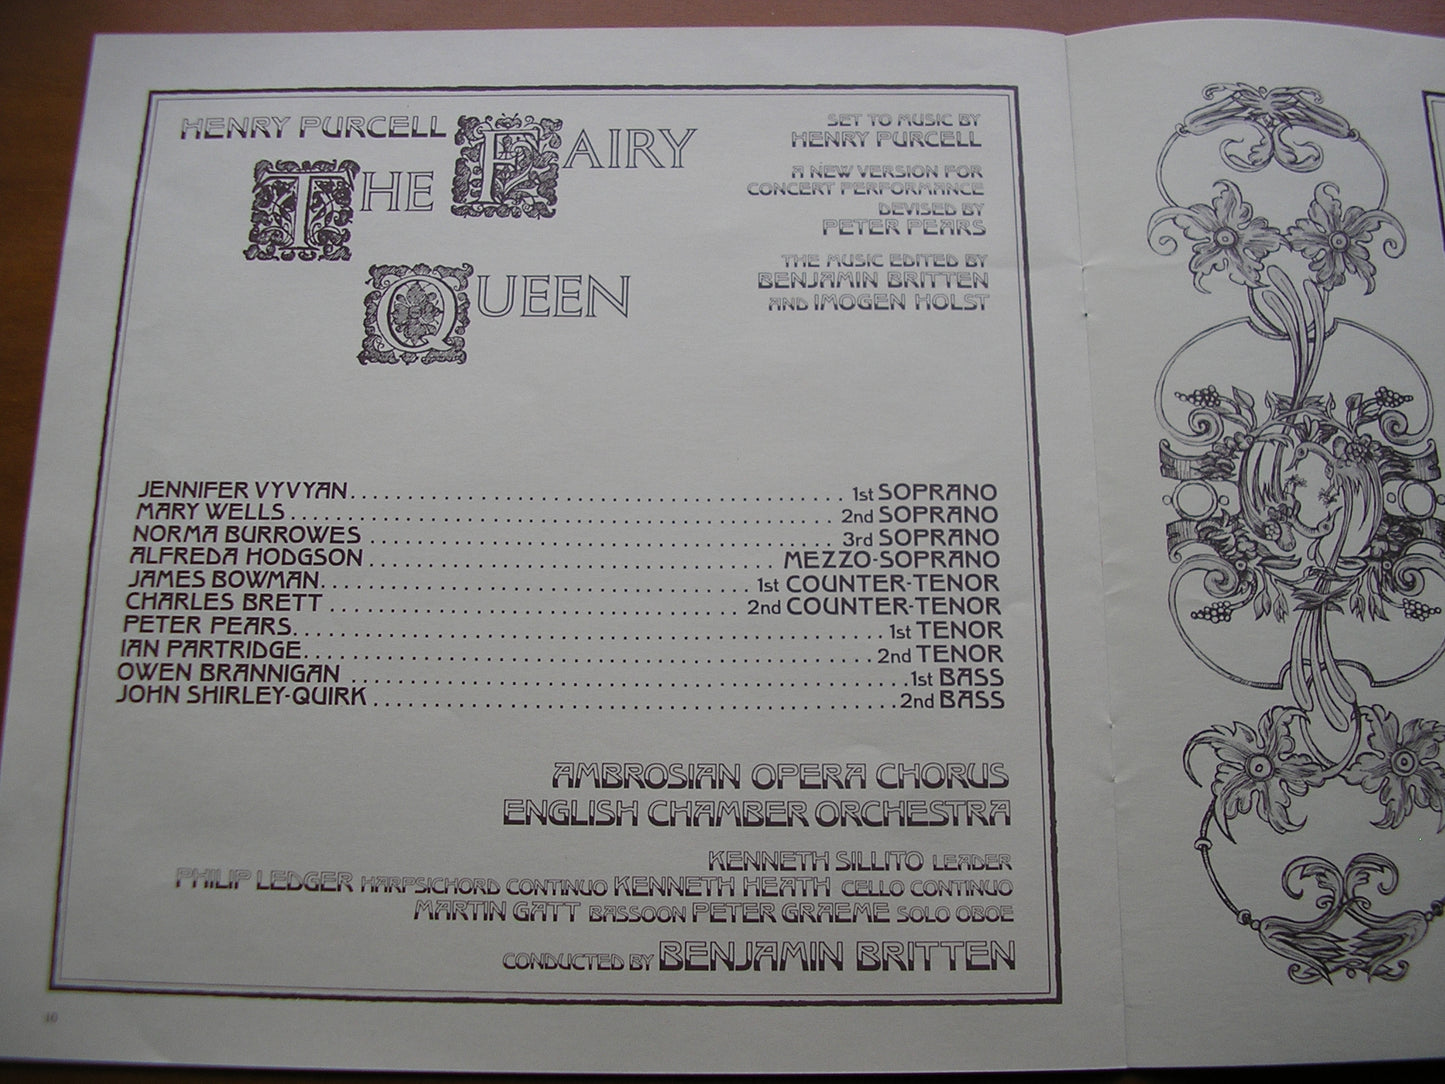 HENRY PURCELL
THE FAIRY
QUEEN
SET TO MUSIC BY
HENRY PURCELL
A NEW VERSION FOR
CONCERT PERFORMANCE
DEVISED BY
PETER PEARS
THE MUSIC EDITED BY
BENJAMIN BRITTEN
AND IMOGEN HOLST
JENNIFER VYVYAN 1st SOPRANO
MARY WELLS 2nd SOPRANO
NORMA BURROWES 3rd SOPRANO
ALFREDA HODGSON MEZZO-SOPRANO
JAMES BOWMAN 1st COUNTER-TENOR
CHARLES BRETT 2nd COUNTER-TENOR
PETER PEARS 1st TENOR
IAN PARTRIDGE 2nd TENOR
OWEN BRANNIGAN 1st BASS
JOHN SHIRLEY-QUIRK 2nd BASS
AMBROSIAN OPERA CHORUS
ENGLISH CHAMBER ORCHESTRA
KENNETH SILLITO LEADER
PHILIP LEDGER HARPSICHORD CONTINUO KENNETH HEATH CELLO CONTINUO
MARTIN GATT BASSOON PETER GRAEME SOLO OBOE
CONDUCTED BY BENJAMIN BRITTEN